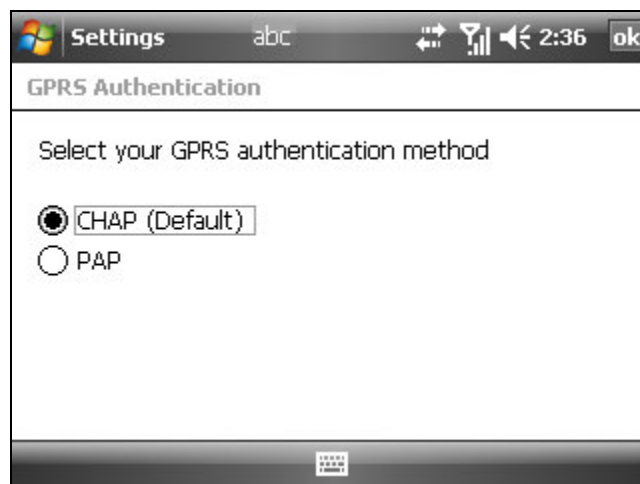 Settings abc 2:36 ok
GPRS Authentication
Select your GPRS authentication method
CHAP (Default)
PAP